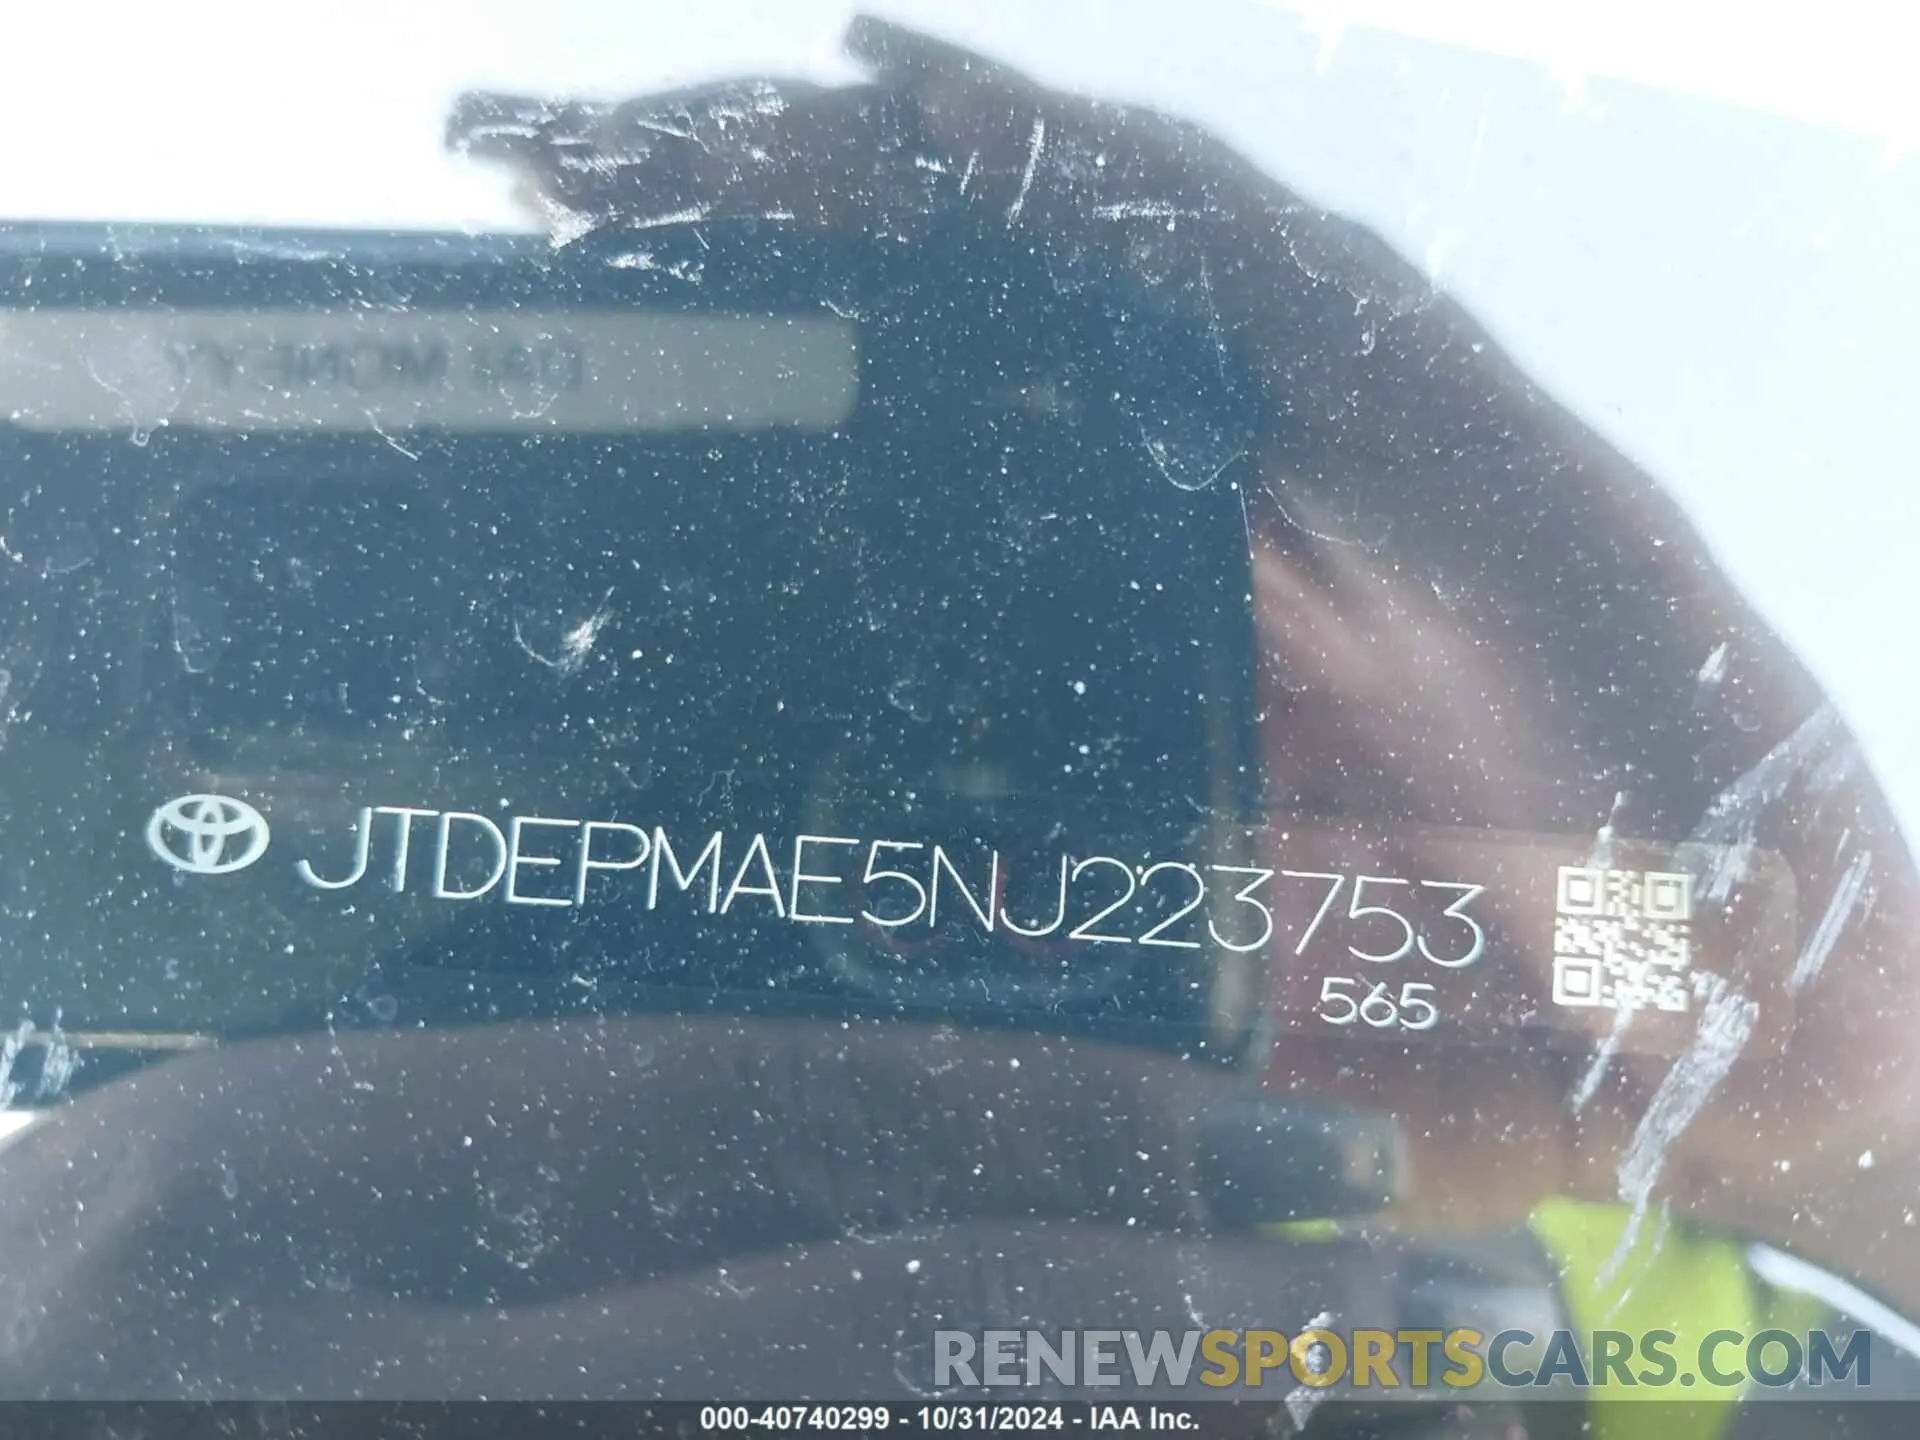 JTDEPMAE5NJ223753
565
RENEWSPORTSCARS.COM
000-40740299 - 10/31/2024 - IAA Inc.